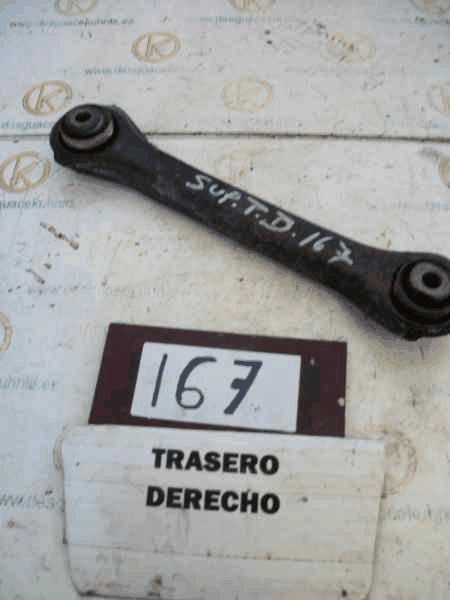 SUP.T.D.167
167
TRASERO
DERECHO